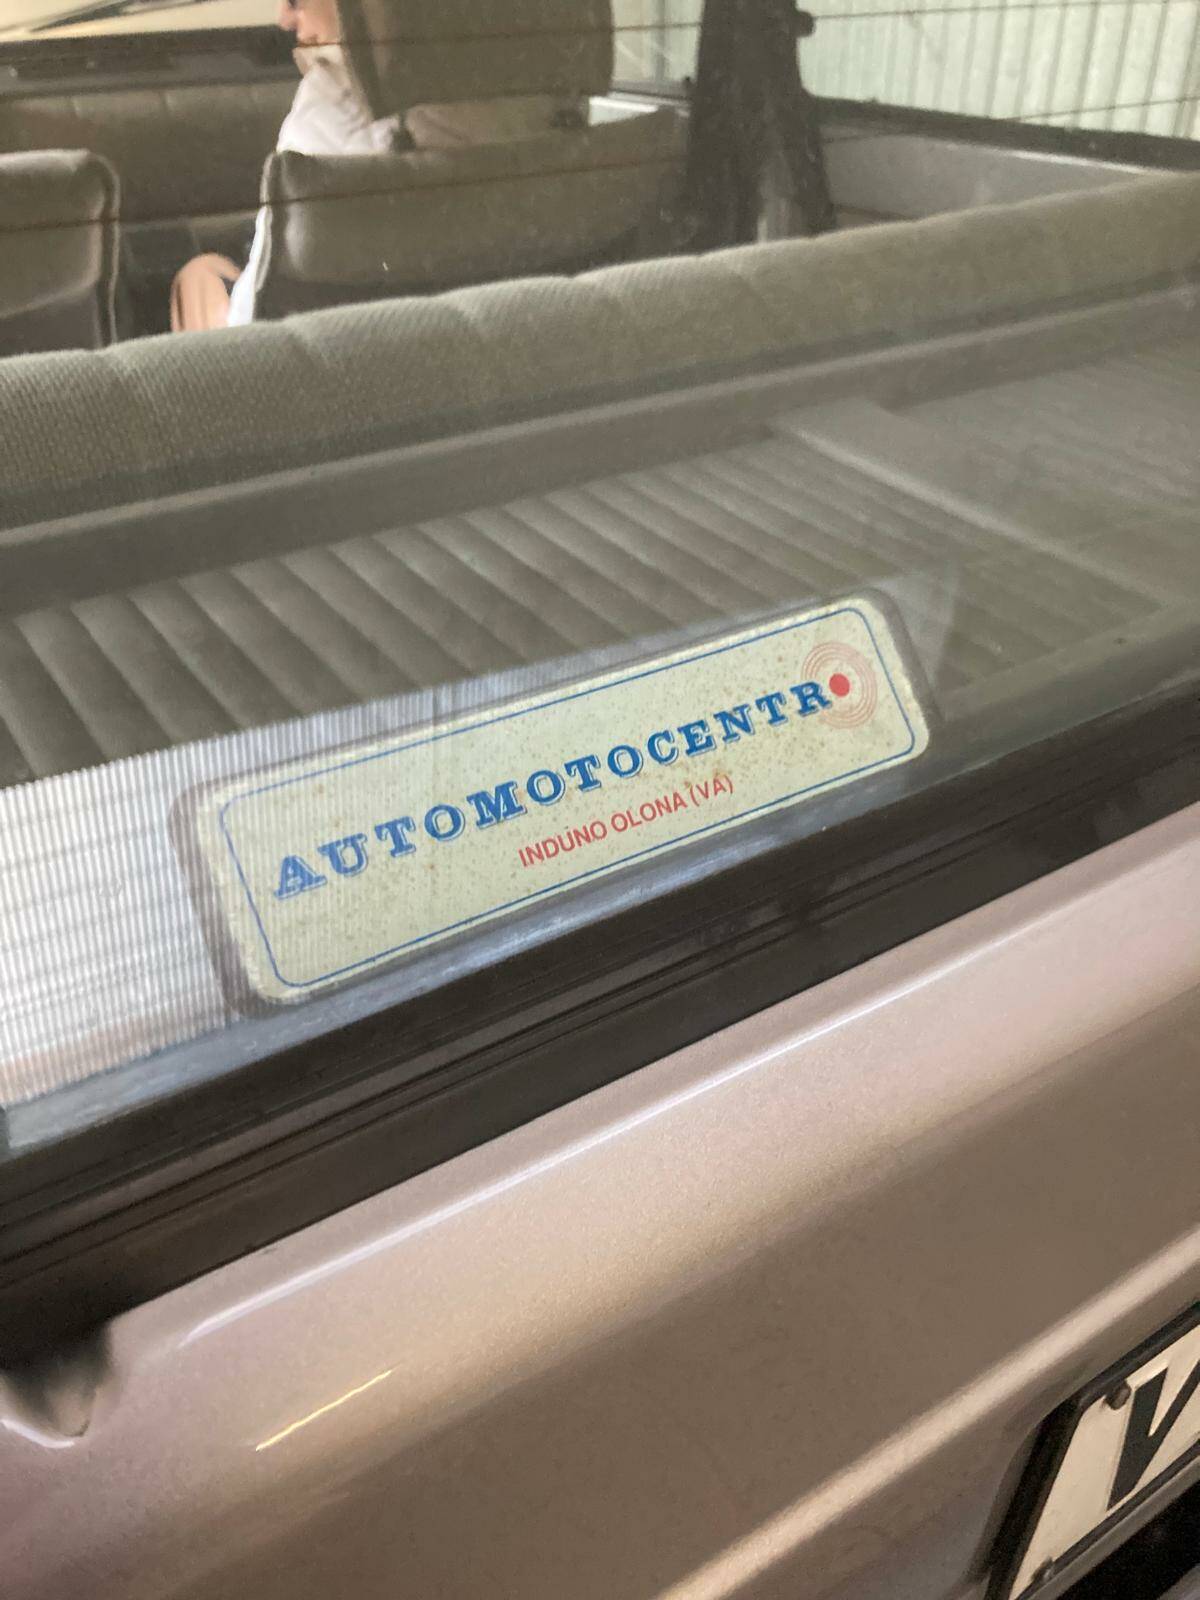 AUTOMOTOCENTRO
INDUNO OLONA (VA)
V